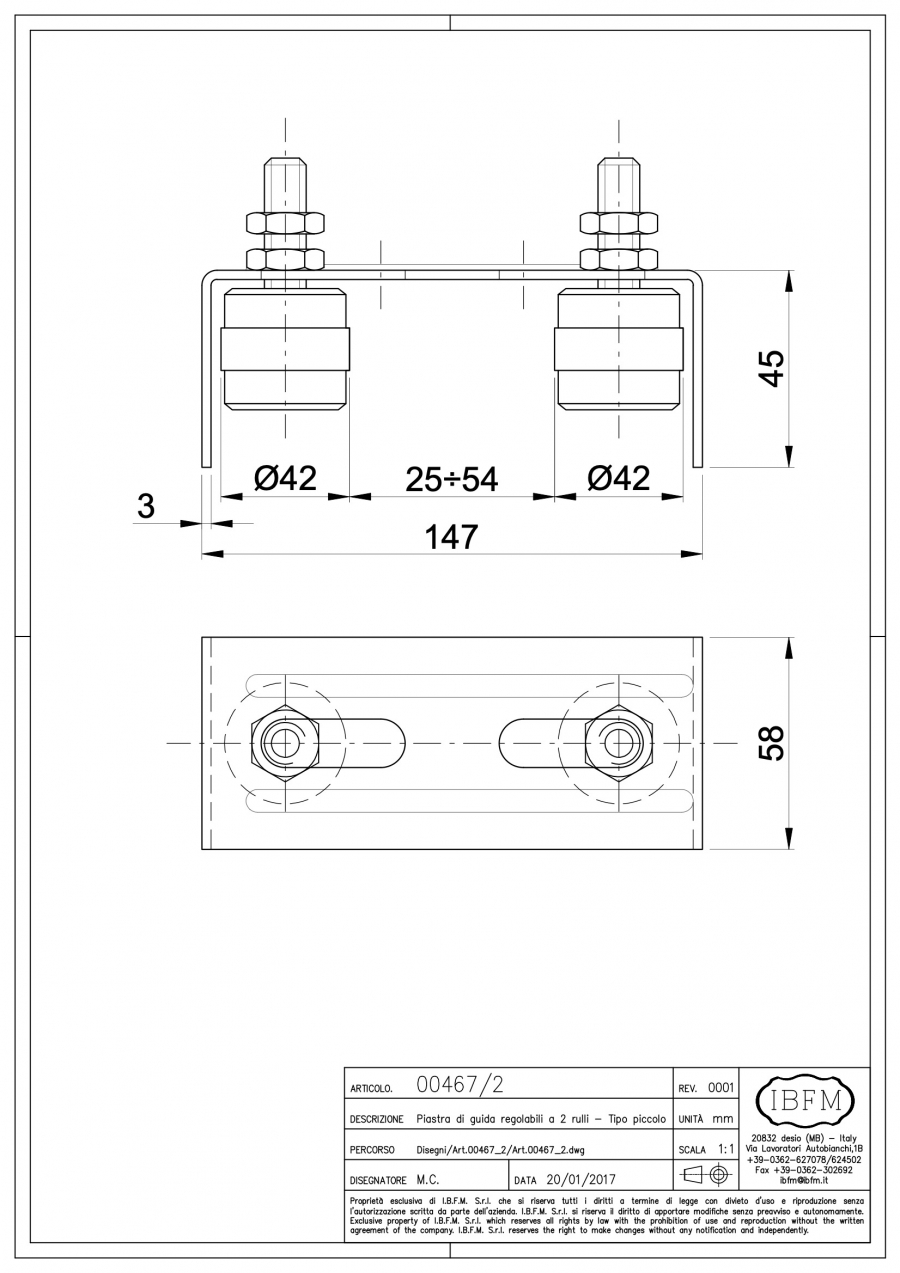 45
Ø42
25÷54
Ø42
3
147
58
ARTICOLO. 00467/2
REV. 0001
DESCRIZIONE Piastra di guida regolabili a 2 rulli – Tipo piccolo
UNITÀ mm
PERCORSO Disegni/Art.00467_2/Art.00467_2.dwg
SCALA 1:1
DISEGNATORE M.C.
DATA 20/01/2017
IBFM
20832 desio (MB) – Italy
Via Lavoratori Autobianchi,1B
+39-0362-627078/624502
Fax +39-0362-302692
ibfm@ibfm.it
Proprietà esclusiva di I.B.F.M. S.r.l. che si riserva tutti i diritti a termine di legge con divieto d'uso e riproduzione senza
l'autorizzazione scritta da parte dell'azienda. I.B.F.M. S.r.l. si riserva il diritto di apportare modifiche senza preavviso e autonomamente.
Exclusive property of I.B.F.M. S.r.l. which reserves all rights by law with the prohibition of use and reproduction without the written
agreement of the company. I.B.F.M. S.r.l. reserves the right to make changes without any notification and independently.